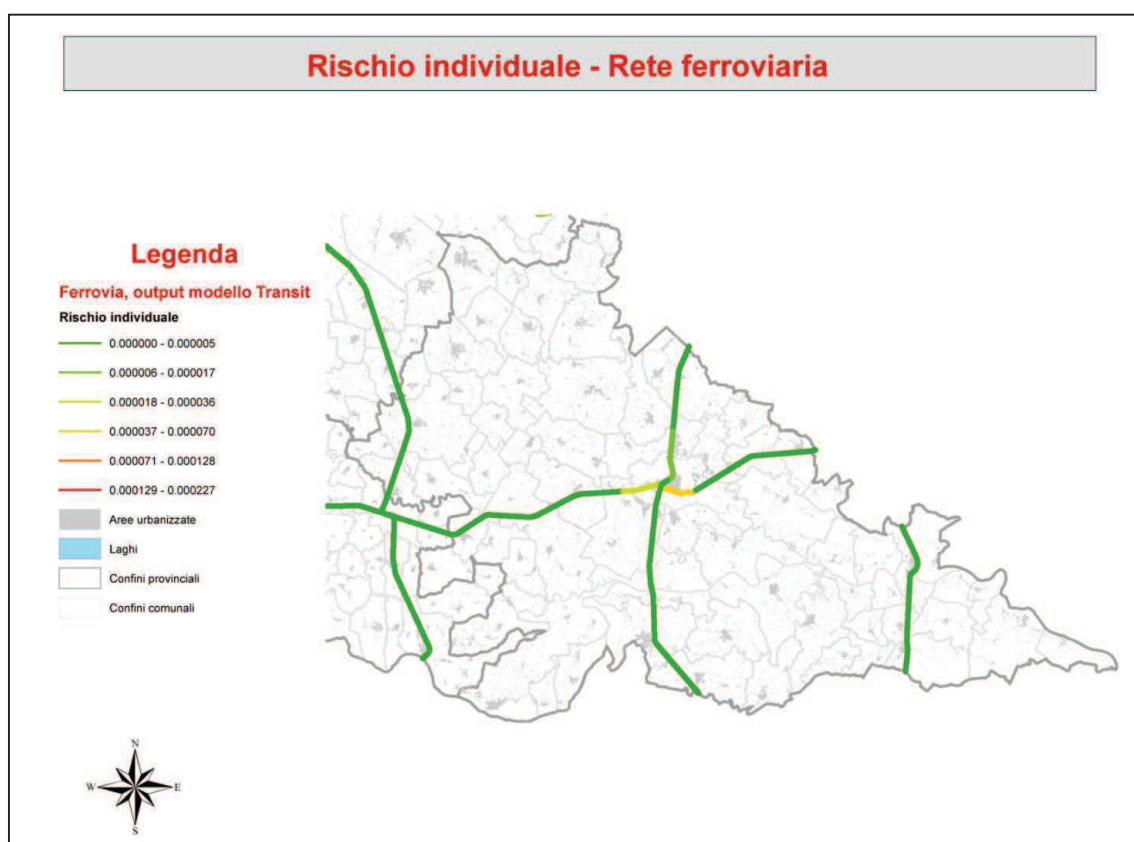 Rischio individuale - Rete ferroviaria
Legenda
Ferrovia, output modello Transit
Rischio individuale
0.000000 - 0.000005
0.000006 - 0.000017
0.000018 - 0.000036
0.000037 - 0.000070
0.000071 - 0.000128
0.000129 - 0.000227
Aree urbanizzate
Laghi
Confini provinciali
Confini comunali
N
W E
S